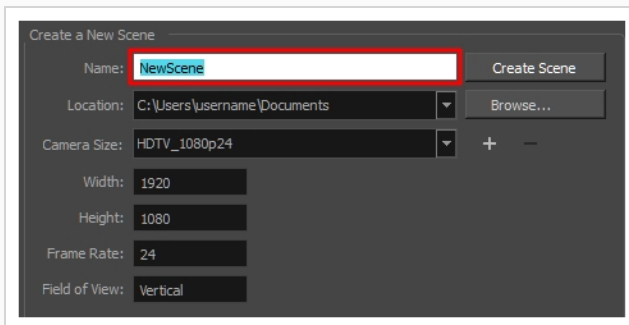 Create a New Scene
Name: NewScene Create Scene
Location: C:\Users\username\Documents Browse...
Camera Size: HDTV_1080p24
Width: 1920
Height: 1080
Frame Rate: 24
Field of View: Vertical